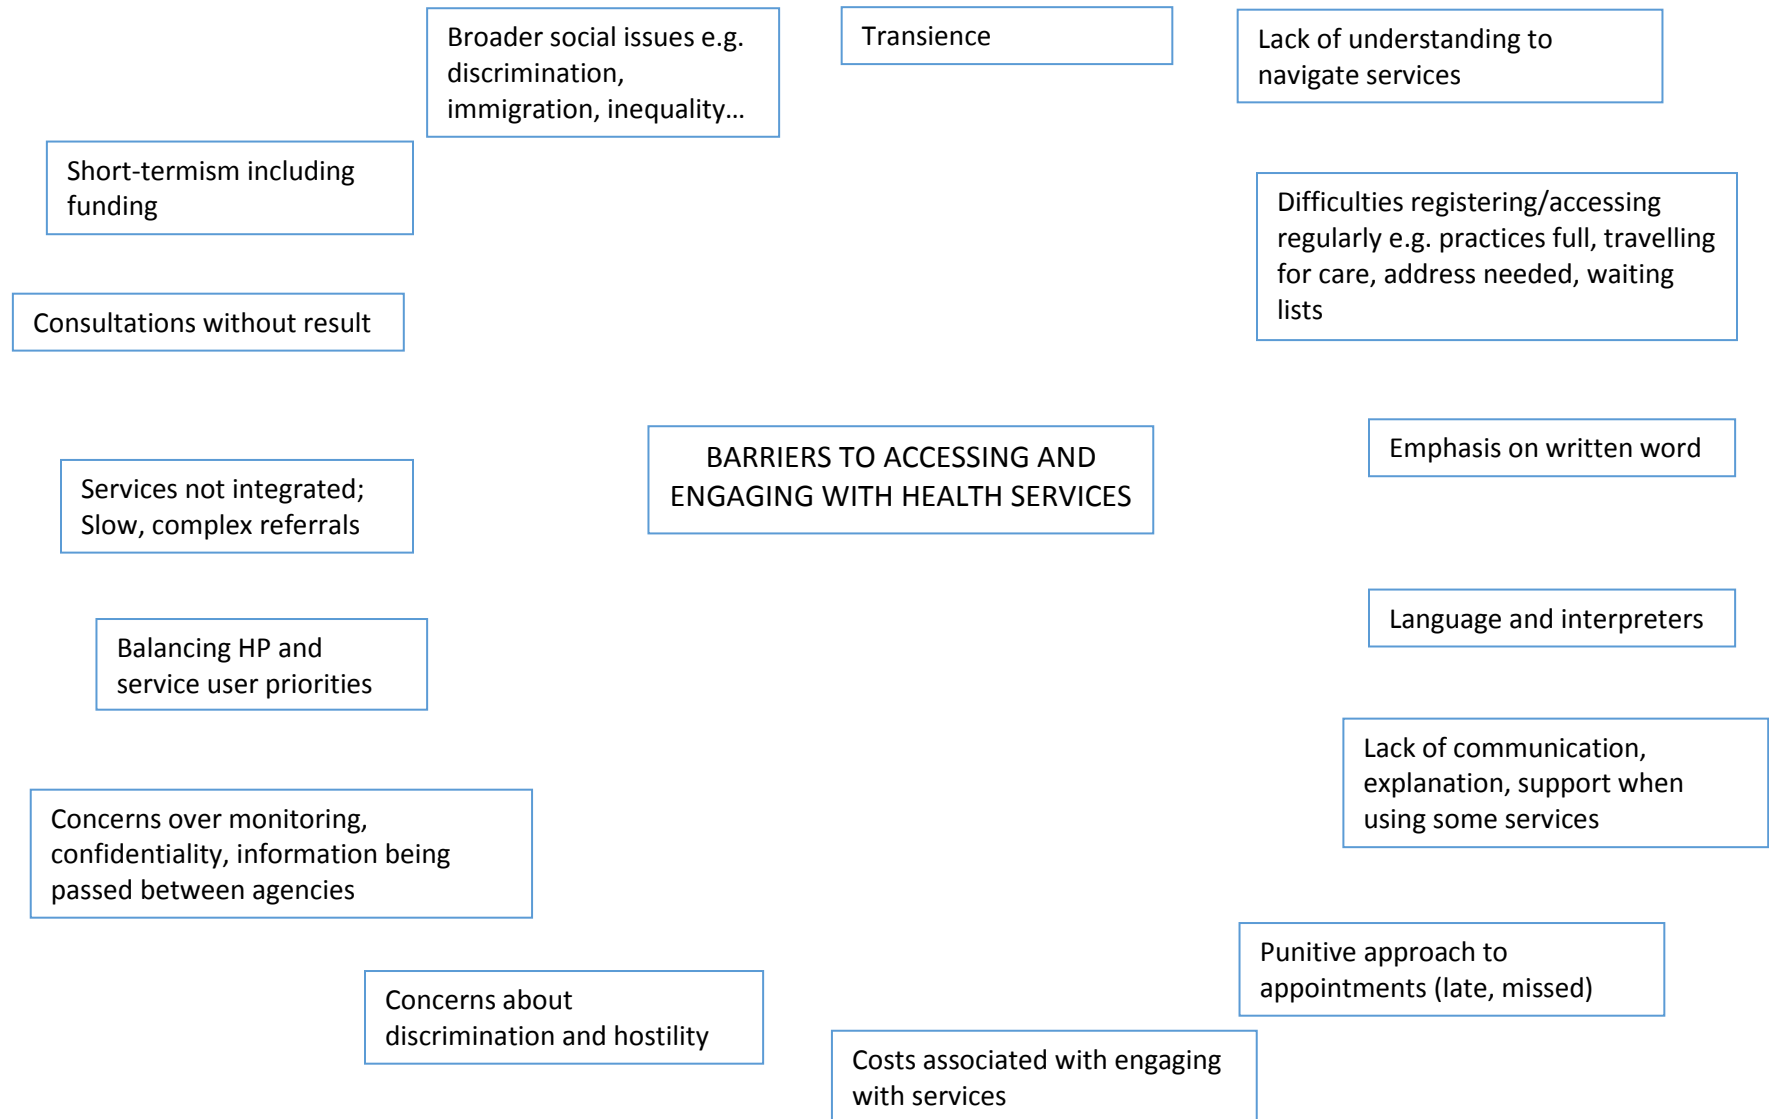 Broader social issues e.g.
discrimination,
immigration, inequality…
Transience
Lack of understanding to
navigate services
Short-termism including
funding
Difficulties registering/accessing
regularly e.g. practices full, travelling
for care, address needed, waiting
lists
Consultations without result
BARRIERS TO ACCESSING AND
ENGAGING WITH HEALTH SERVICES
Emphasis on written word
Services not integrated;
Slow, complex referrals
Language and interpreters
Balancing HP and
service user priorities
Lack of communication,
explanation, support when
using some services
Concerns over monitoring,
confidentiality, information being
passed between agencies
Punitive approach to
appointments (late, missed)
Concerns about
discrimination and hostility
Costs associated with engaging
with services